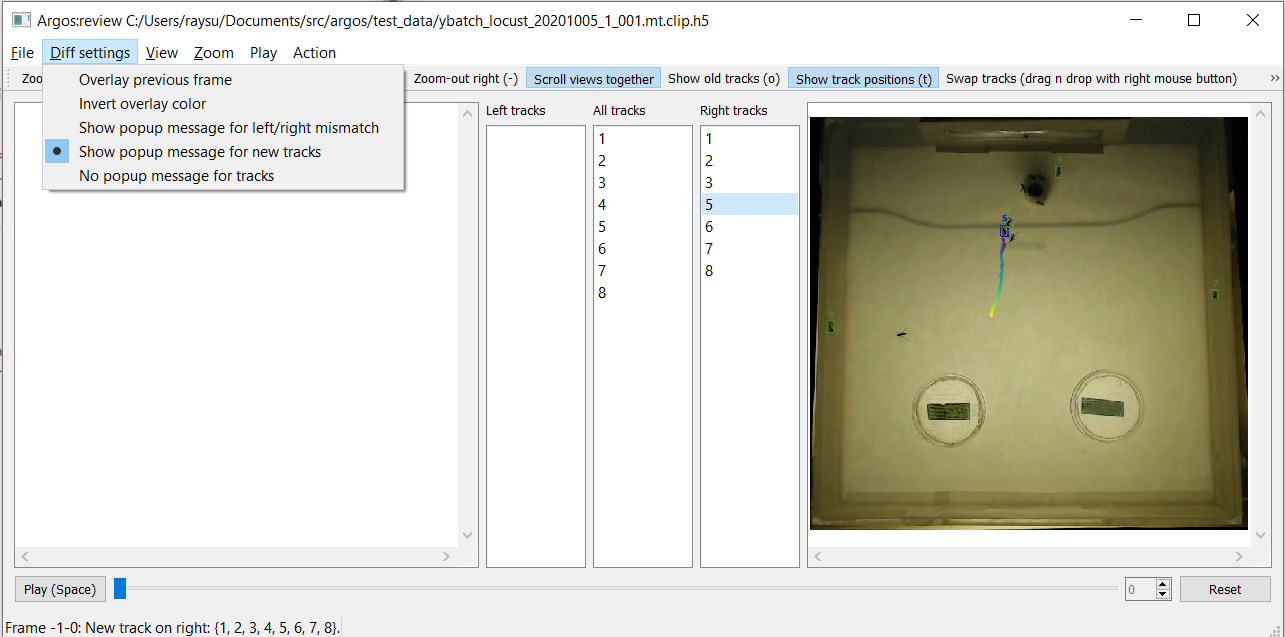 Argos:review C:/Users/raysu/Documents/src/argos/test_data/ybatch_locust_20201005_1_001.mt.clip.h5
File Diff settings View Zoom Play Action
Zoo Zoom-out right (-) Scroll views together Show old tracks (o) Show track positions (t) Swap tracks (drag n drop with right mouse button) »
Overlay previous frame
Invert overlay color
Show popup message for left/right mismatch
Show popup message for new tracks
No popup message for tracks
Left tracks
All tracks
1
2
3
4
5
6
7
8
Right tracks
1
2
3
5
6
7
8
5
Play (Space)
0
Reset
Frame -1-0: New track on right: {1, 2, 3, 4, 5, 6, 7, 8}.